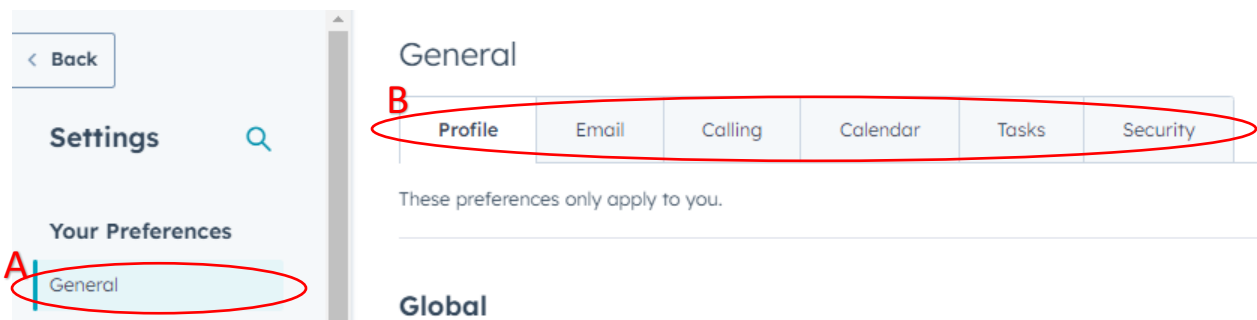 Back
Settings
Your Preferences
A
General
General
B
Profile Email Calling Calendar Tasks Security
These preferences only apply to you.
Global